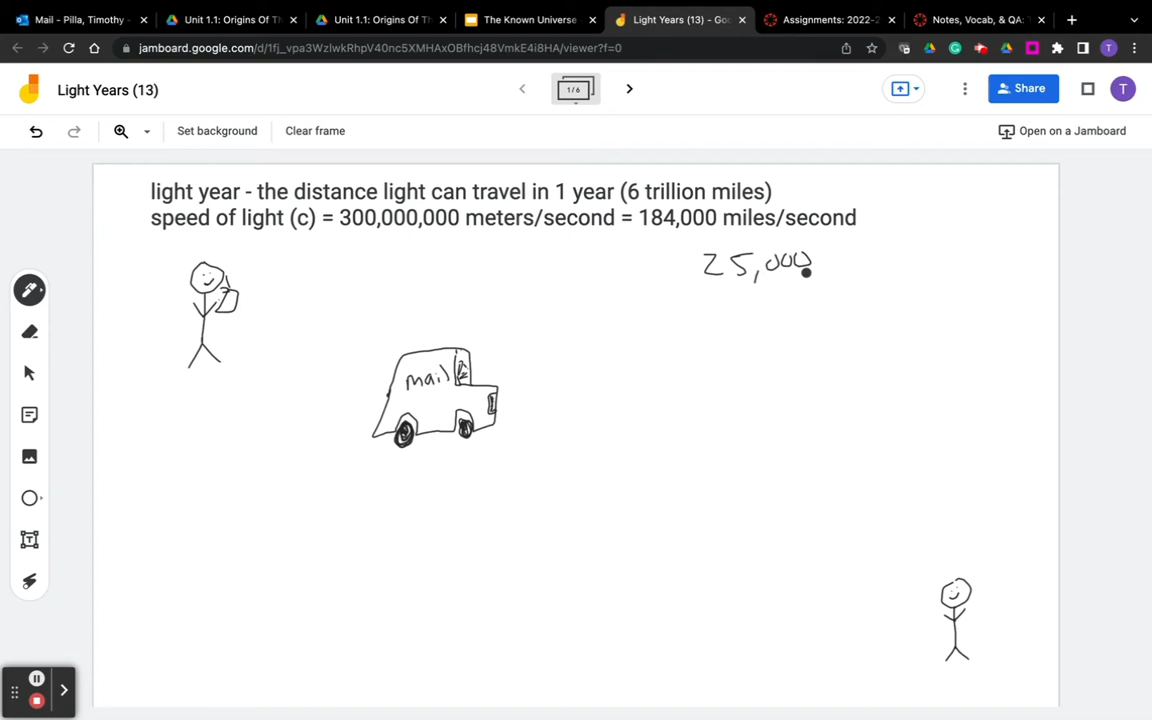 Mail - Pilla, Timothy -
Unit 1.1: Origins Of Th
Unit 1.1: Origins Of Th
The Known Universe -
Light Years (13) - Goo
Assignments: 2022-2
Notes, Vocab, & QA: T
jamboard.google.com/d/1fj_vpa3WzlwkRhpV40nc5XMHAxOBfhcj48VmkE4i8HA/viewer?f=0
T
Light Years (13)
1/6
Share
T
Set background
Clear frame
Open on a Jamboard
light year - the distance light can travel in 1 year (6 trillion miles)
speed of light (c) = 300,000,000 meters/second = 184,000 miles/second
25,000
mail